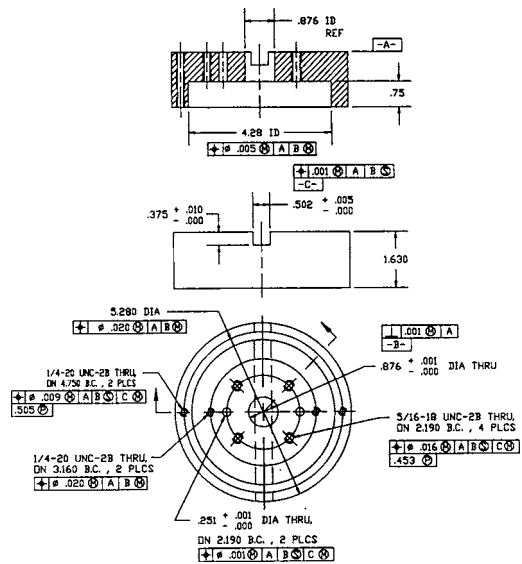 .876 ID
REF
-A-
.75
4.28 ID
⌖ ⌀ .005 Ⓜ A B Ⓜ
⌖ .001 Ⓜ A B Ⓢ
-C-
.502 + .005 - .000
.375 + .010 - .000
1.630
5.280 DIA
⌖ ⌀ .020 Ⓜ A B Ⓜ
⊥ .001 Ⓜ A
-B-
.876 + .001 - .000 DIA THRU
1/4-20 UNC-2B THRU,
ON 4.750 B.C. , 2 PLCS
⌖ ⌀ .009 Ⓜ A B Ⓢ C Ⓜ
.505 Ⓟ
5/16-18 UNC-2B THRU,
ON 2.190 B.C. , 4 PLCS
⌖ ⌀ .016 Ⓜ A B Ⓢ C Ⓜ
.453 Ⓟ
1/4-20 UNC-2B THRU,
ON 3.160 B.C. , 2 PLCS
⌖ ⌀ .020 Ⓜ A B Ⓜ
.251 + .001 - .000 DIA THRU,
ON 2.190 B.C. , 2 PLCS
⌖ ⌀ .001 Ⓜ A B Ⓢ C Ⓜ